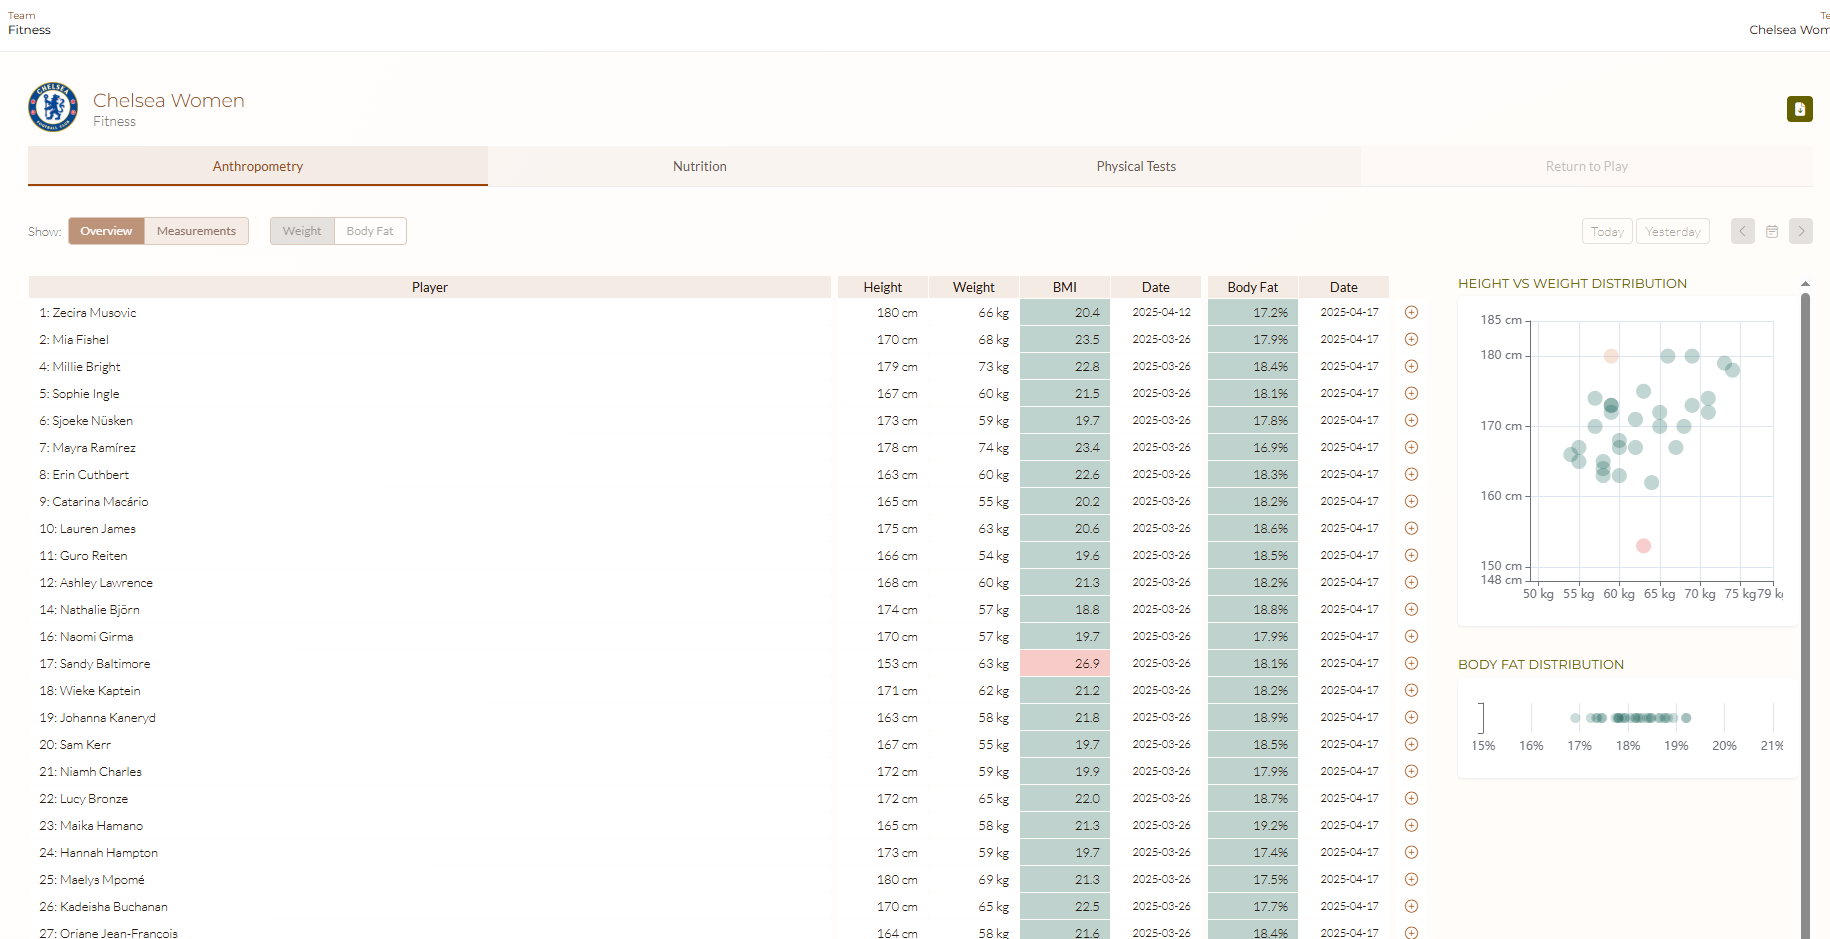 Team
Fitness
Te
Chelsea Wom
Chelsea Women
Fitness
Anthropometry
Nutrition
Physical Tests
Return to Play
Show:
Overview
Measurements
Weight
Body Fat
Today
Yesterday
Player Height Weight BMI Date Body Fat Date
1: Zecira Musovic 180 cm 66 kg 20.4 2025-04-12 17.2% 2025-04-17
2: Mia Fishel 170 cm 68 kg 23.5 2025-03-26 17.9% 2025-04-17
4: Millie Bright 179 cm 73 kg 22.8 2025-03-26 18.4% 2025-04-17
5: Sophie Ingle 167 cm 60 kg 21.5 2025-03-26 18.1% 2025-04-17
6: Sjoeke Nüsken 173 cm 59 kg 19.7 2025-03-26 17.8% 2025-04-17
7: Mayra Ramírez 178 cm 74 kg 23.4 2025-03-26 16.9% 2025-04-17
8: Erin Cuthbert 163 cm 60 kg 22.6 2025-03-26 18.3% 2025-04-17
9: Catarina Macário 165 cm 55 kg 20.2 2025-03-26 18.2% 2025-04-17
10: Lauren James 175 cm 63 kg 20.6 2025-03-26 18.6% 2025-04-17
11: Guro Reiten 166 cm 54 kg 19.6 2025-03-26 18.5% 2025-04-17
12: Ashley Lawrence 168 cm 60 kg 21.3 2025-03-26 18.2% 2025-04-17
14: Nathalie Björn 174 cm 57 kg 18.8 2025-03-26 18.8% 2025-04-17
16: Naomi Girma 170 cm 57 kg 19.7 2025-03-26 17.9% 2025-04-17
17: Sandy Baltimore 153 cm 63 kg 26.9 2025-03-26 18.1% 2025-04-17
18: Wieke Kaptein 171 cm 62 kg 21.2 2025-03-26 18.2% 2025-04-17
19: Johanna Kaneryd 163 cm 58 kg 21.8 2025-03-26 18.9% 2025-04-17
20: Sam Kerr 167 cm 55 kg 19.7 2025-03-26 18.5% 2025-04-17
21: Niamh Charles 172 cm 59 kg 19.9 2025-03-26 17.9% 2025-04-17
22: Lucy Bronze 172 cm 65 kg 22.0 2025-03-26 18.7% 2025-04-17
23: Maika Hamano 165 cm 58 kg 21.3 2025-03-26 19.2% 2025-04-17
24: Hannah Hampton 173 cm 59 kg 19.7 2025-03-26 17.4% 2025-04-17
25: Maelys Mpomé 180 cm 69 kg 21.3 2025-03-26 17.5% 2025-04-17
26: Kadeisha Buchanan 170 cm 65 kg 22.5 2025-03-26 17.7% 2025-04-17
27: Oriane Jean-François 164 cm 58 kg 21.6 2025-03-26 18.4% 2025-04-17
HEIGHT VS WEIGHT DISTRIBUTION
185 cm
180 cm
170 cm
160 cm
150 cm
148 cm
50 kg 55 kg 60 kg 65 kg 70 kg 75 kg 79 k
BODY FAT DISTRIBUTION
15% 16% 17% 18% 19% 20% 21%
CHELSEA
FOOTBALL CLUB